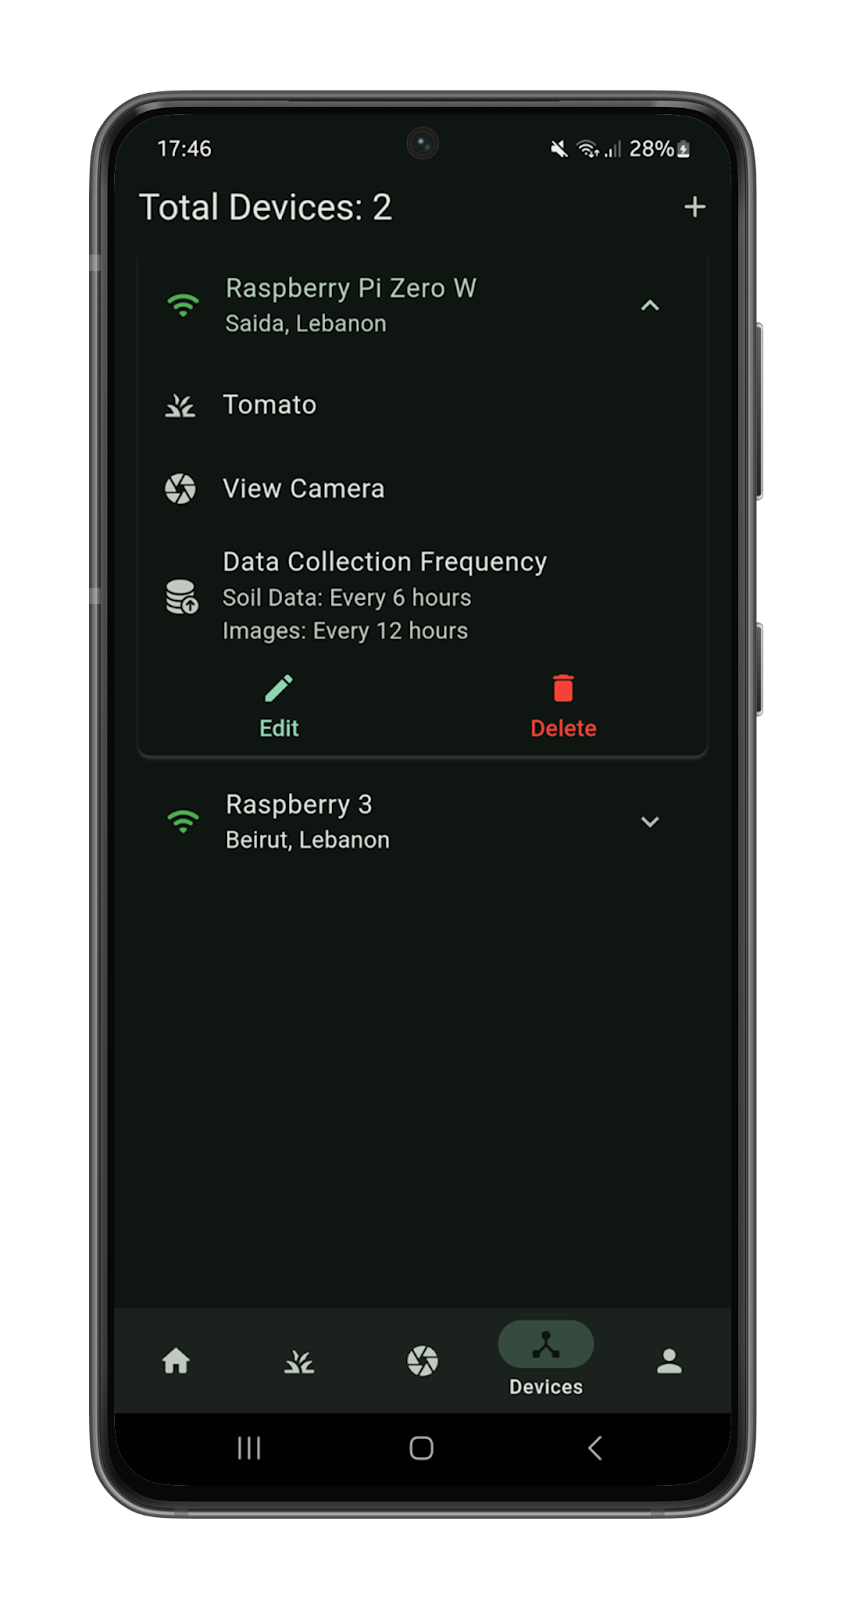 17:46
28%
Total Devices: 2
Raspberry Pi Zero W
Saida, Lebanon
Tomato
View Camera
Data Collection Frequency
Soil Data: Every 6 hours
Images: Every 12 hours
Edit
Delete
Raspberry 3
Beirut, Lebanon
Devices